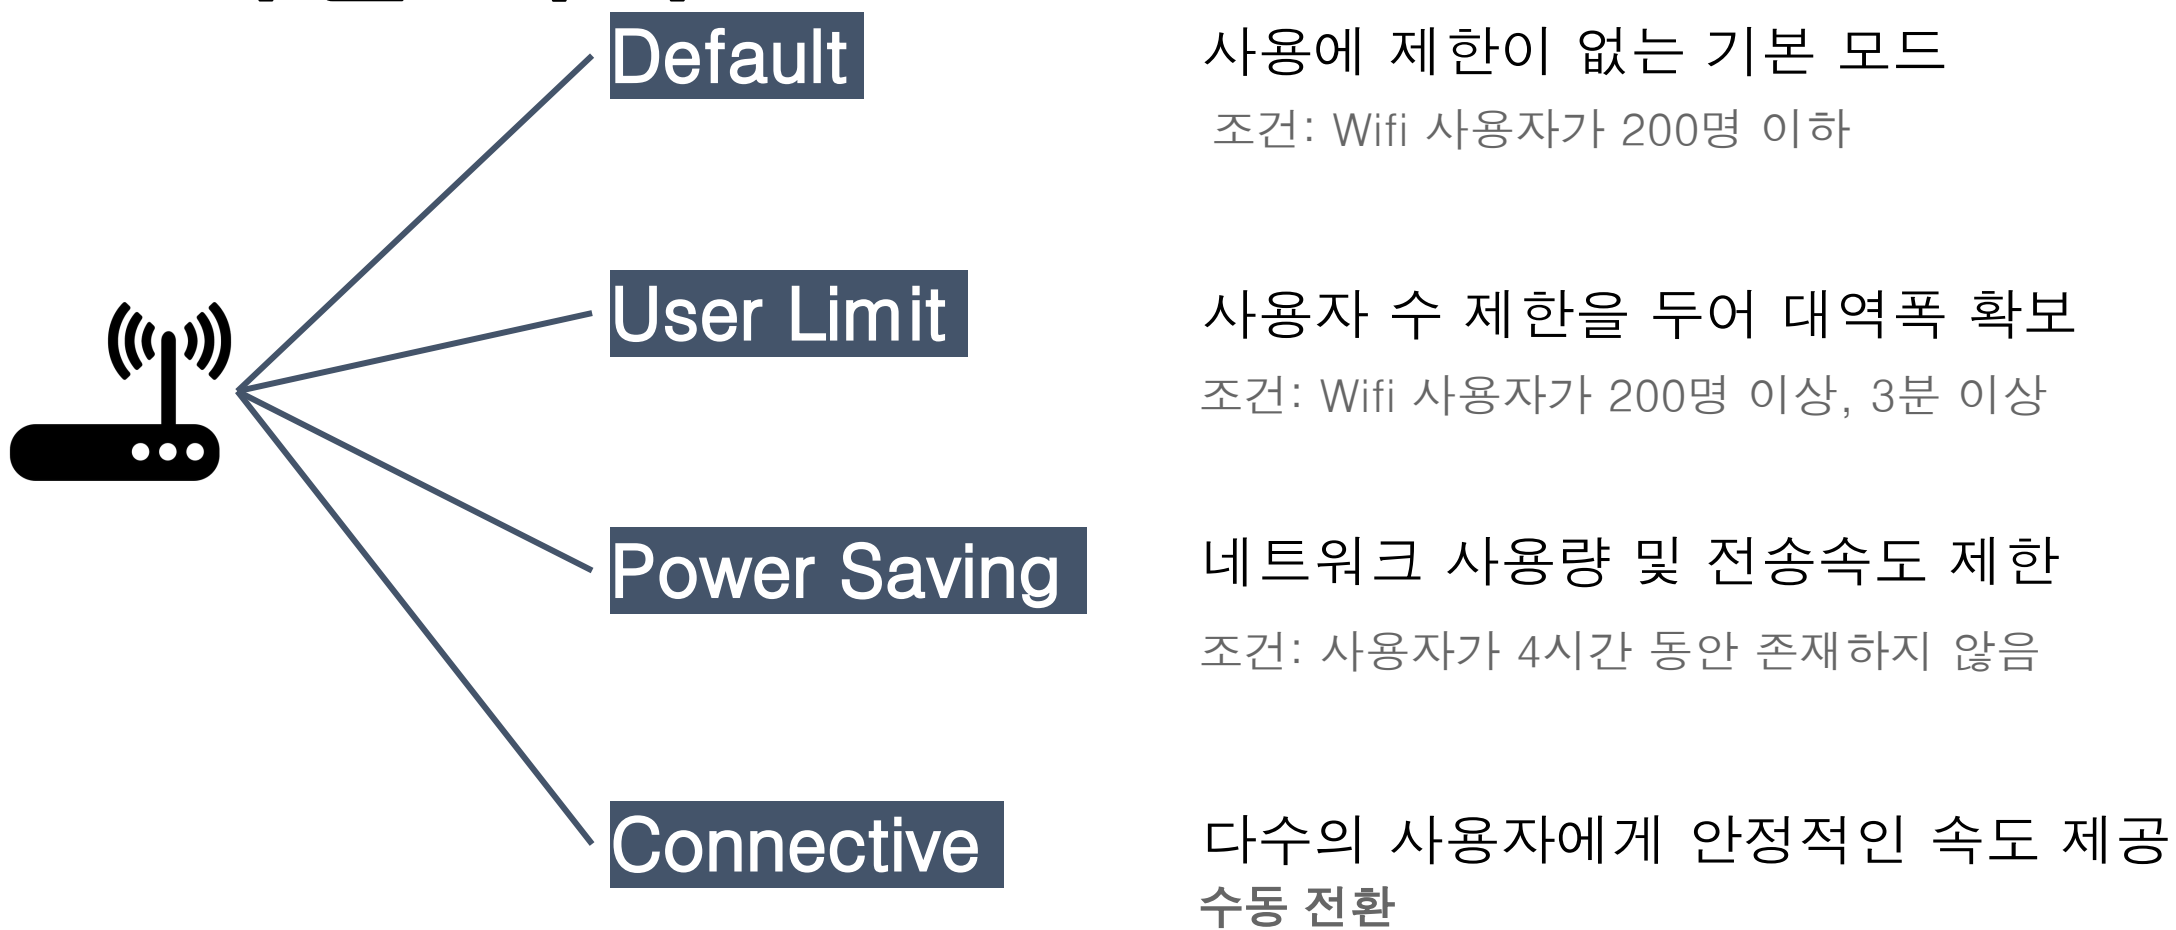 Default
사용에 제한이 없는 기본 모드
조건: Wifi 사용자가 200명 이하
User Limit
사용자 수 제한을 두어 대역폭 확보
조건: Wifi 사용자가 200명 이상, 3분 이상
Power Saving
네트워크 사용량 및 전송속도 제한
조건: 사용자가 4시간 동안 존재하지 않음
Connective
다수의 사용자에게 안정적인 속도 제공
수동 전환